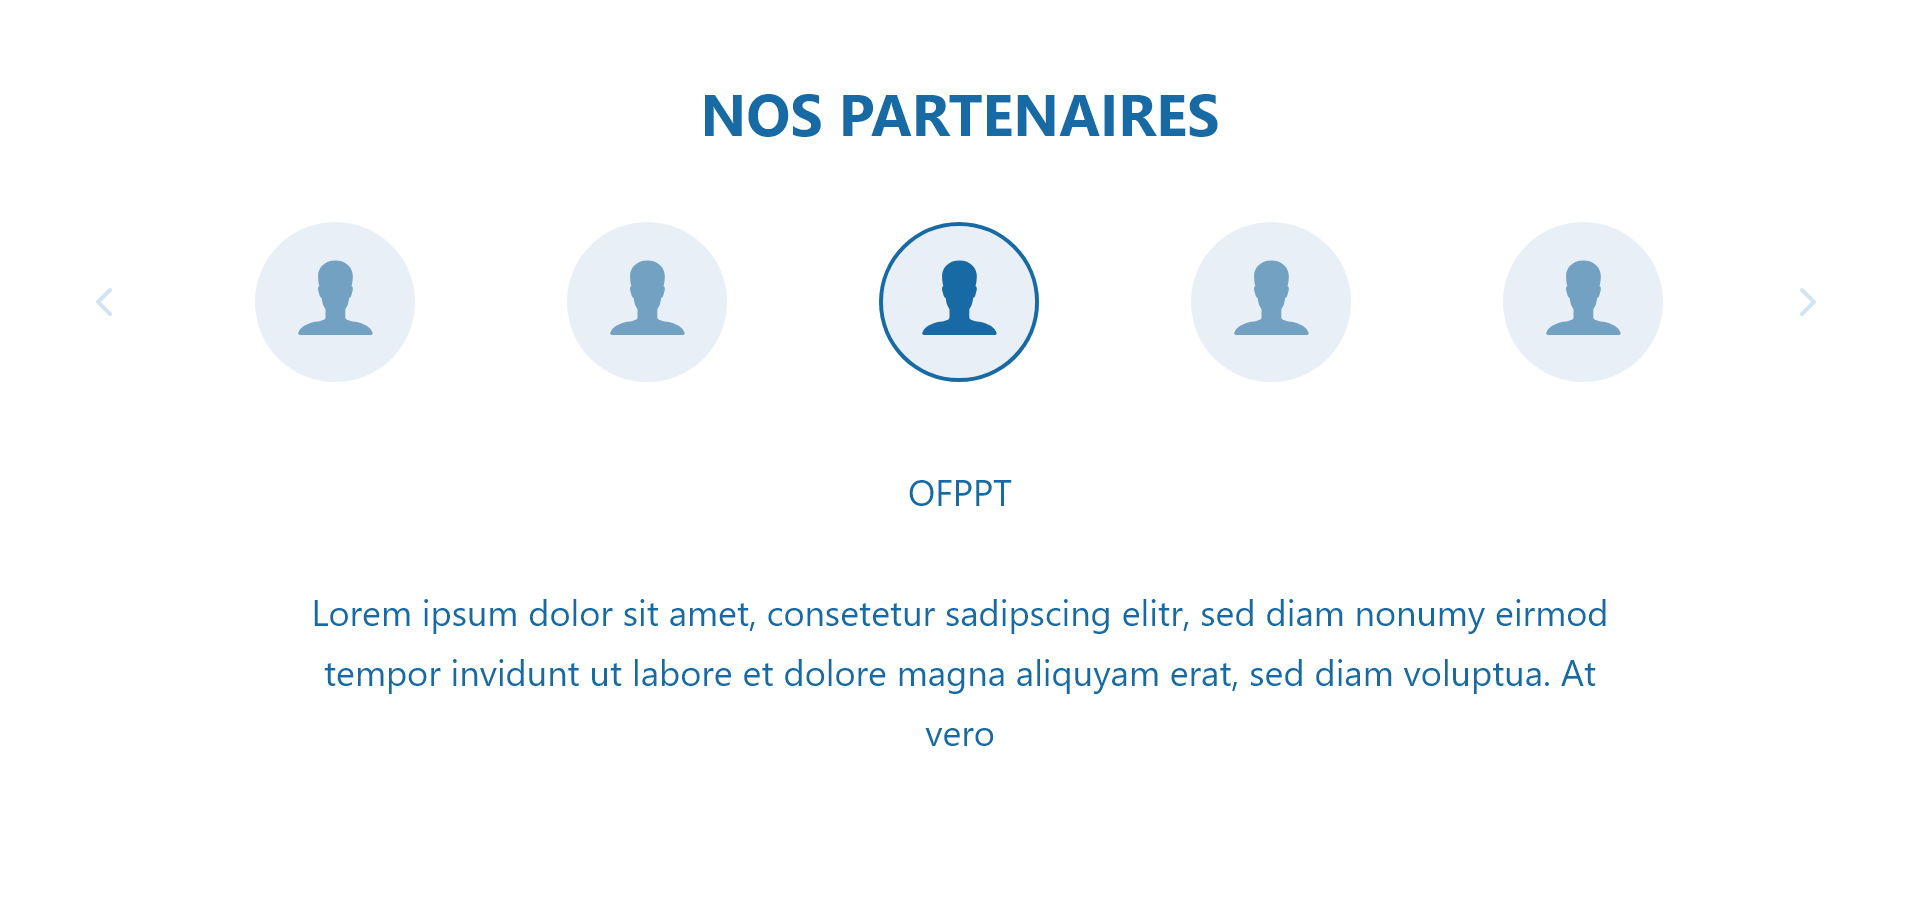 NOS PARTENAIRES
OFPPT
Lorem ipsum dolor sit amet, consetetur sadipscing elitr, sed diam nonumy eirmod
tempor invidunt ut labore et dolore magna aliquyam erat, sed diam voluptua. At
vero